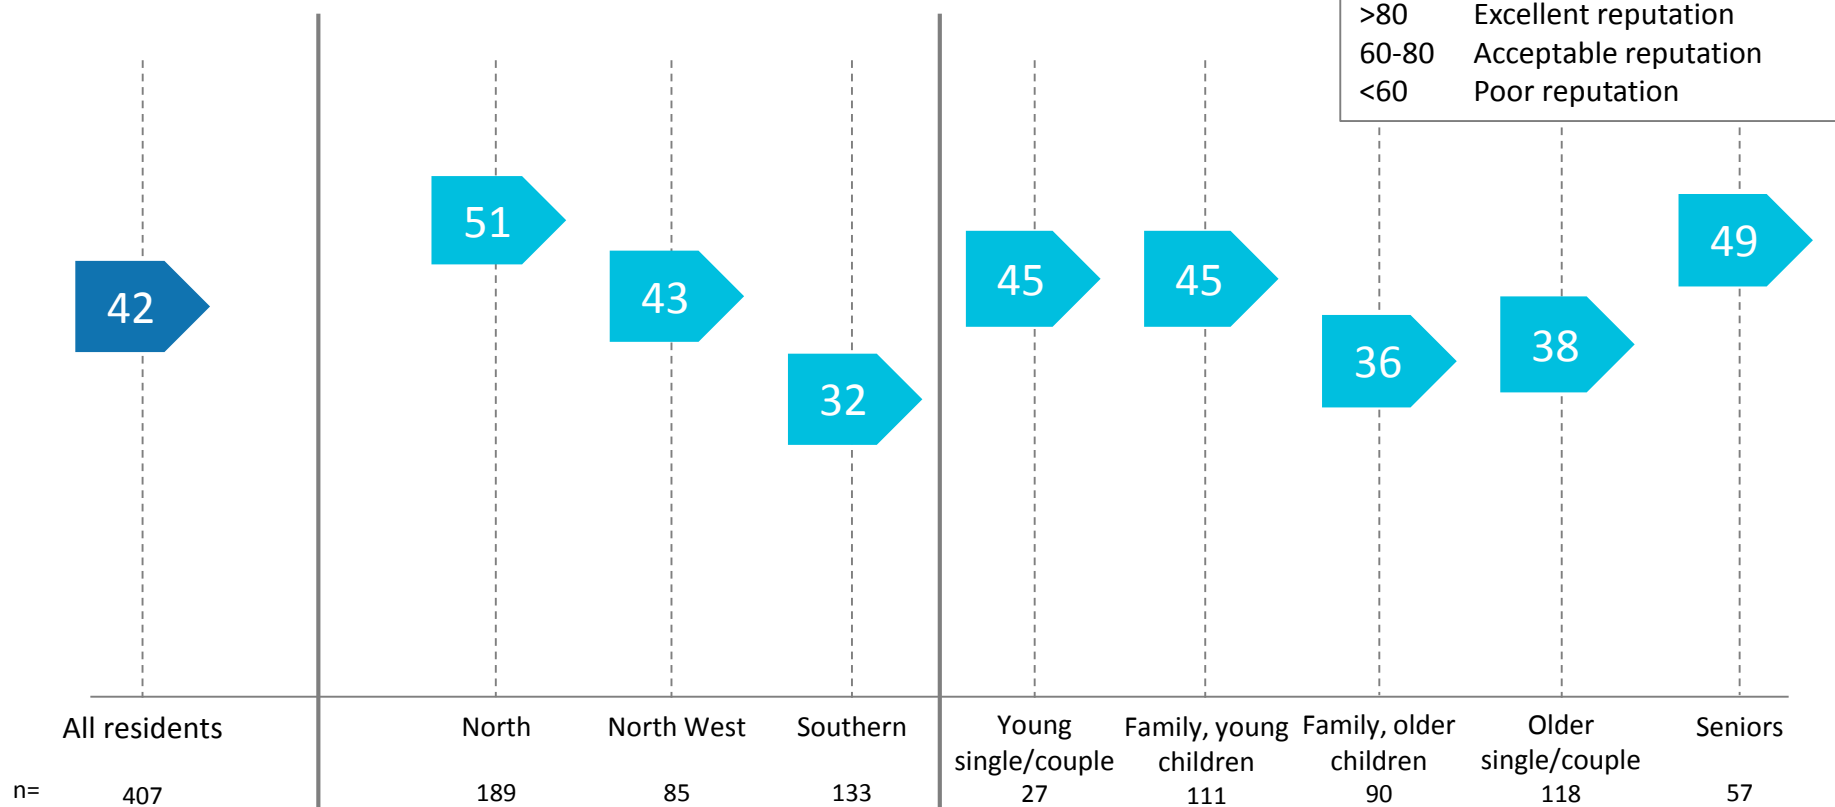 >80 Excellent reputation
60-80 Acceptable reputation
<60 Poor reputation
51
49
45
45
43
42
38
36
32
All residents
North
North West
Southern
Young
single/couple
Family, young
children
Family, older
children
Older
single/couple
Seniors
n= 407 189 85 133 27 111 90 118 57